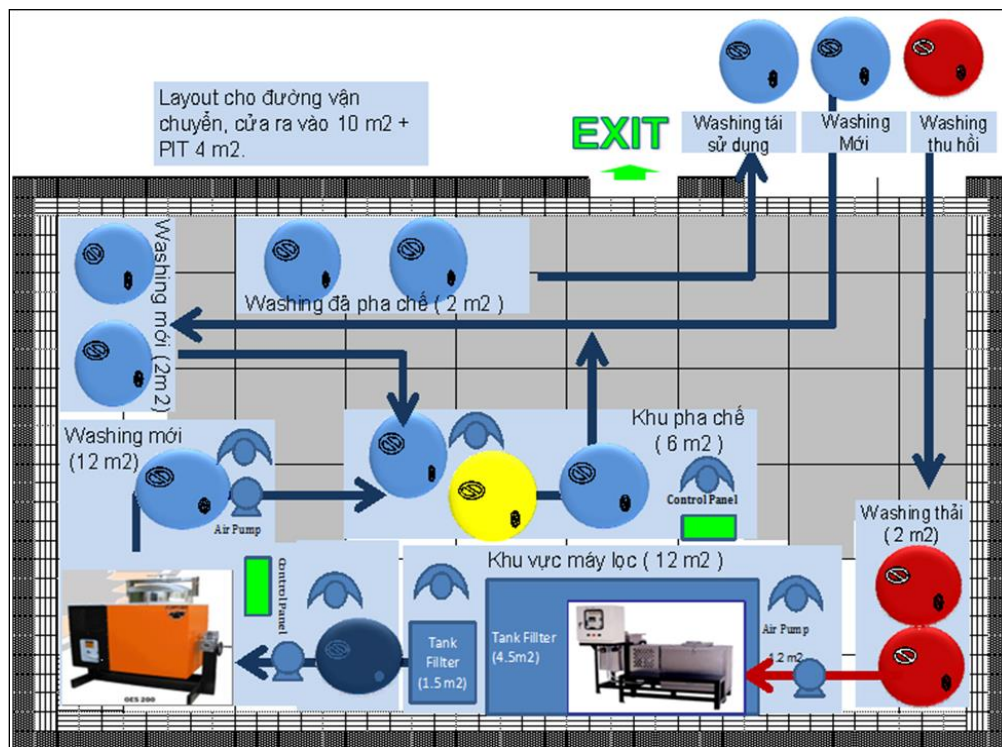 Layout cho đường vận
chuyển, cửa ra vào 10 m2 +
PIT 4 m2.
EXIT
Washing tái
sử dụng
Washing
Mới
Washing
thu hồi
Washing mới (2m2)
Washing đã pha chế ( 2 m2 )
Washing mới
(12 m2)
Air Pump
Khu pha chế
( 6 m2 )
Control Panel
Washing thải
( 2 m2)
Control Panel
Khu vực máy lọc ( 12 m2 )
Tank
Fillter
(1.5 m2)
Tank Fillter
(4.5m2)
Air Pump
1.2 m2
OES 200